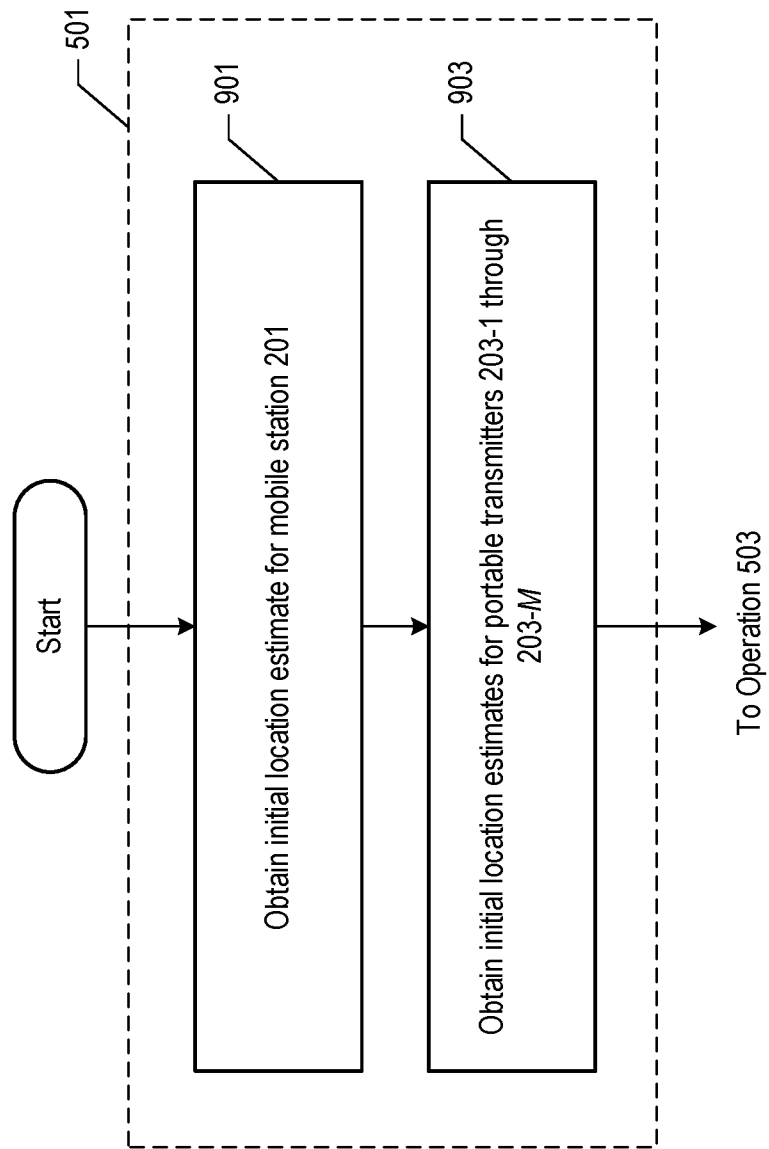 Start
501
901
Obtain initial location estimate for mobile station 201
903
Obtain initial location estimates for portable transmitters 203-1 through
203-M
To Operation 503